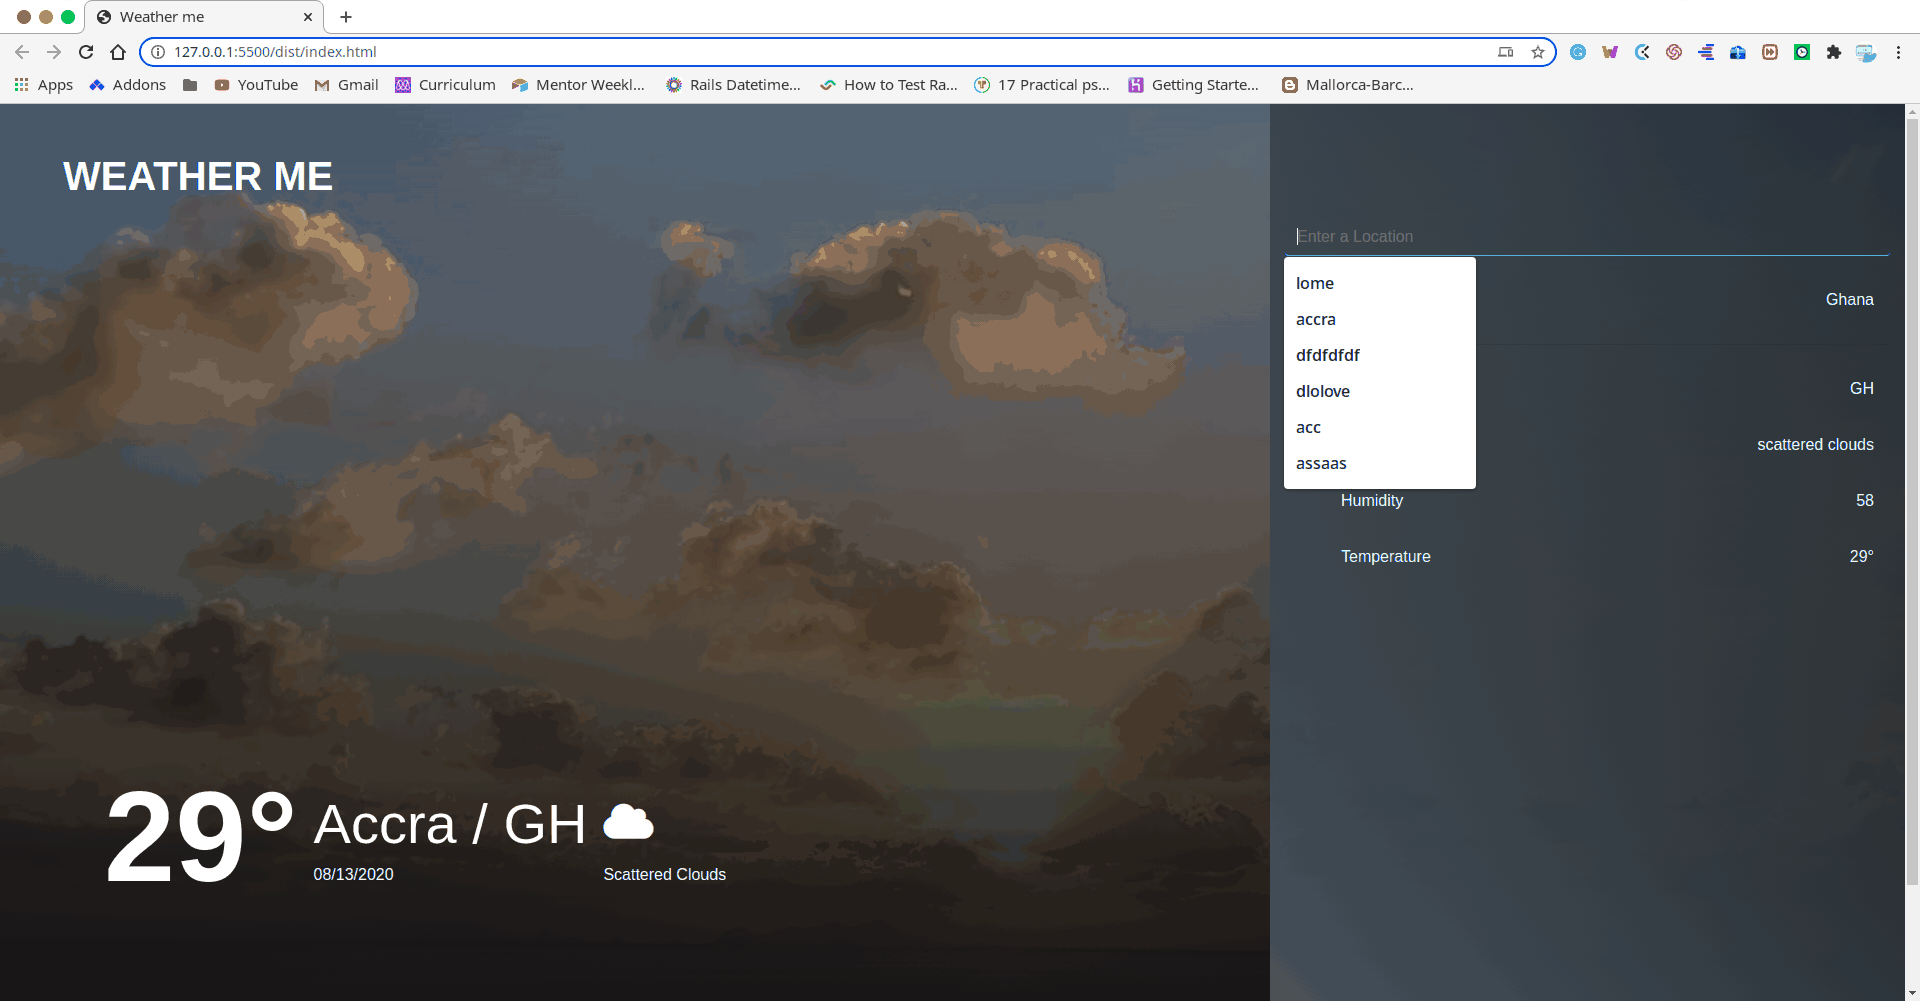 Weather me
127.0.0.1:5500/dist/index.html
Apps Addons YouTube Gmail Curriculum Mentor Weekl... Rails Datetime... How to Test Ra... 17 Practical ps... Getting Starte... Mallorca-Barc...
WEATHER ME
Enter a Location
lome
Ghana
accra
dfdfdfdf
GH
dlolove
acc
scattered clouds
assaas
Humidity 58
Temperature 29°
29° Accra / GH
08/13/2020 Scattered Clouds